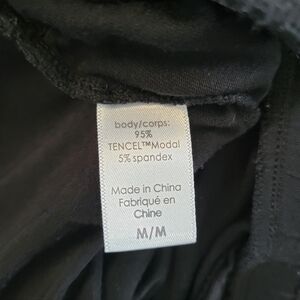 body/corps:
95%
TENCEL™Modal
5% spandex
Made in China
Fabriqué en
Chine
M/M